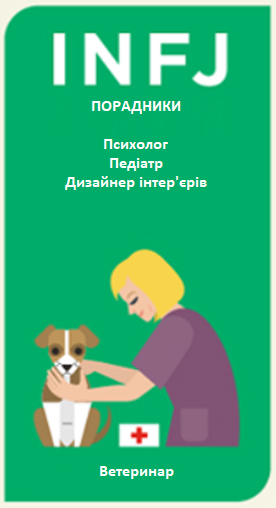 INFJ
ПОРАДНИКИ
Психолог
Педіатр
Дизайнер інтер'єрів
Ветеринар